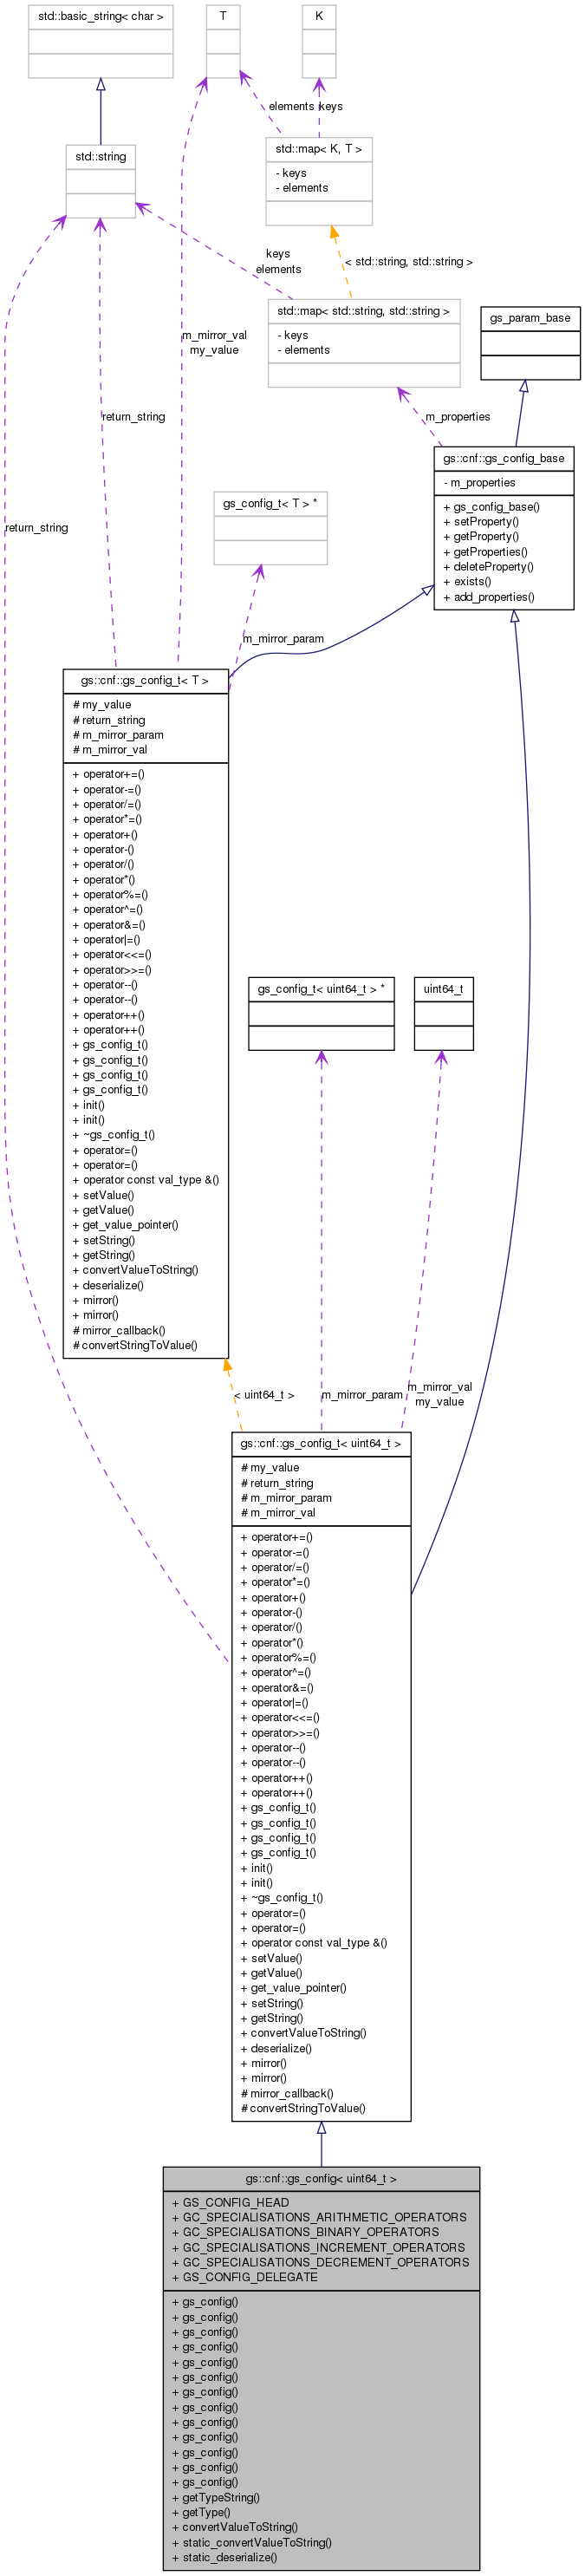 std::basic_string< char >
T
K
elements
keys
std::string
std::map< K, T >
- keys
- elements
keys
elements
< std::string, std::string >
std::map< std::string, std::string >
- keys
- elements
gs_param_base
m_mirror_val
my_value
return_string
m_properties
gs::cnf::gs_config_base
- m_properties
+ gs_config_base()
+ setProperty()
+ getProperty()
+ getProperties()
+ deleteProperty()
+ exists()
+ add_properties()
gs_config_t< T > *
return_string
m_mirror_param
gs::cnf::gs_config_t< T >
# my_value
# return_string
# m_mirror_param
# m_mirror_val
+ operator+=()
+ operator-=()
+ operator/=()
+ operator*=()
+ operator+()
+ operator-()
+ operator/()
+ operator*()
+ operator%=()
+ operator^=()
+ operator&=()
+ operator|=()
+ operator<<=()
+ operator>>=()
+ operator--()
+ operator--()
+ operator++()
+ operator++()
+ gs_config_t()
+ gs_config_t()
+ gs_config_t()
+ gs_config_t()
+ init()
+ init()
+ ~gs_config_t()
+ operator=()
+ operator=()
+ operator const val_type &()
+ setValue()
+ getValue()
+ get_value_pointer()
+ setString()
+ getString()
+ convertValueToString()
+ deserialize()
+ mirror()
+ mirror()
# mirror_callback()
# convertStringToValue()
gs_config_t< uint64_t > *
uint64_t
< uint64_t >
m_mirror_param
m_mirror_val
my_value
gs::cnf::gs_config_t< uint64_t >
# my_value
# return_string
# m_mirror_param
# m_mirror_val
+ operator+=()
+ operator-=()
+ operator/=()
+ operator*=()
+ operator+()
+ operator-()
+ operator/()
+ operator*()
+ operator%=()
+ operator^=()
+ operator&=()
+ operator|=()
+ operator<<=()
+ operator>>=()
+ operator--()
+ operator--()
+ operator++()
+ operator++()
+ gs_config_t()
+ gs_config_t()
+ gs_config_t()
+ gs_config_t()
+ init()
+ init()
+ ~gs_config_t()
+ operator=()
+ operator=()
+ operator const val_type &()
+ setValue()
+ getValue()
+ get_value_pointer()
+ setString()
+ getString()
+ convertValueToString()
+ deserialize()
+ mirror()
+ mirror()
# mirror_callback()
# convertStringToValue()
gs::cnf::gs_config< uint64_t >
+ GS_CONFIG_HEAD
+ GC_SPECIALISATIONS_ARITHMETIC_OPERATORS
+ GC_SPECIALISATIONS_BINARY_OPERATORS
+ GC_SPECIALISATIONS_INCREMENT_OPERATORS
+ GC_SPECIALISATIONS_DECREMENT_OPERATORS
+ GS_CONFIG_DELEGATE
+ gs_config()
+ gs_config()
+ gs_config()
+ gs_config()
+ gs_config()
+ gs_config()
+ gs_config()
+ gs_config()
+ gs_config()
+ gs_config()
+ gs_config()
+ gs_config()
+ gs_config()
+ getTypeString()
+ getType()
+ convertValueToString()
+ static_convertValueToString()
+ static_deserialize()